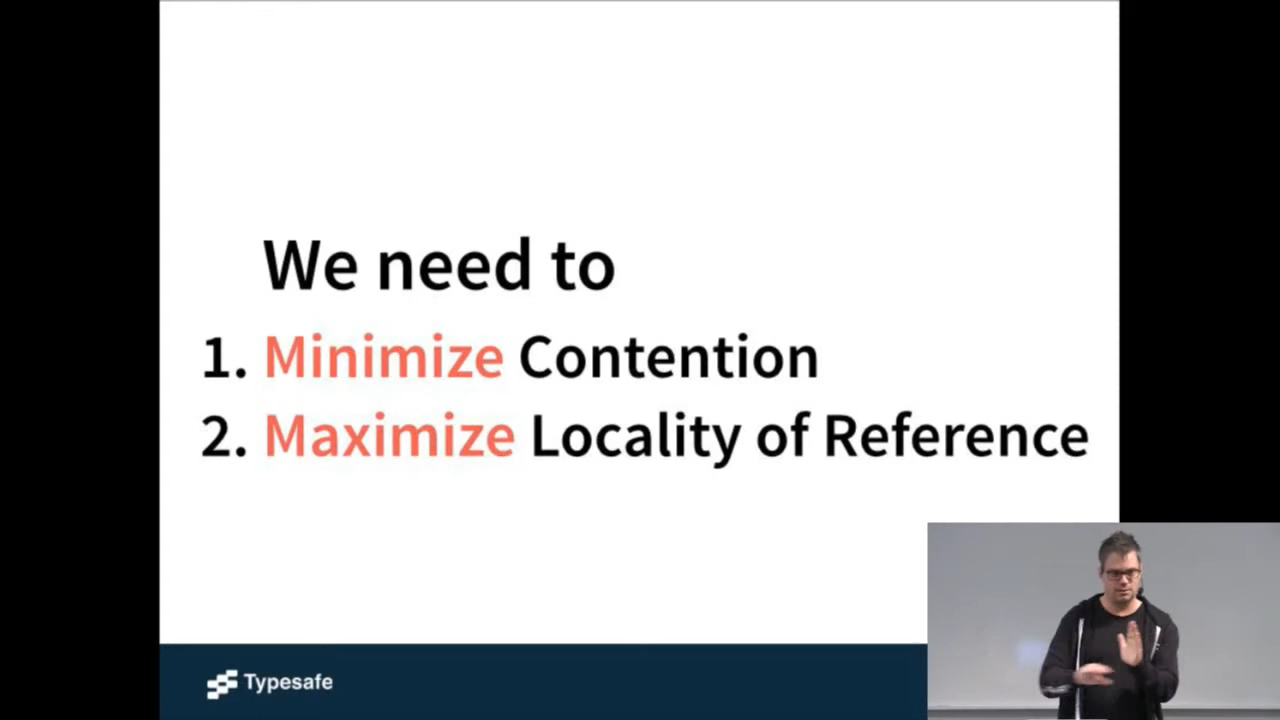 We need to
1. Minimize Contention
2. Maximize Locality of Reference
Typesafe